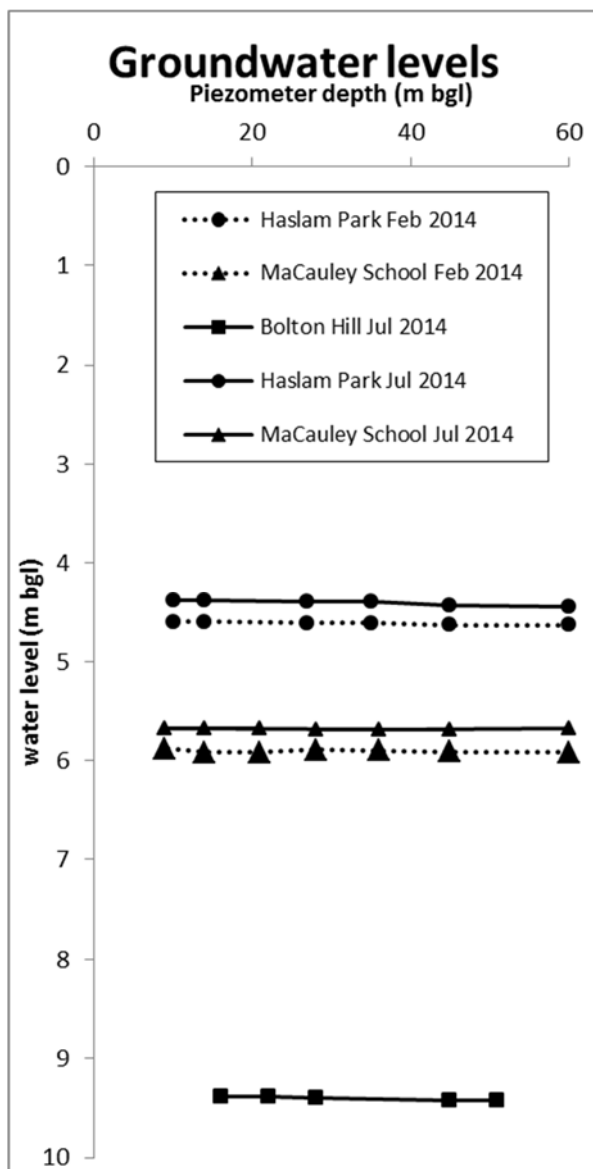 Groundwater levels
Piezometer depth (m bgl)
0 20 40 60
0
Haslam Park Feb 2014
1
MaCauley School Feb 2014
Bolton Hill Jul 2014
2
Haslam Park Jul 2014
MaCauley School Jul 2014
3
4
5
water level (m bgl)
6
7
8
9
10